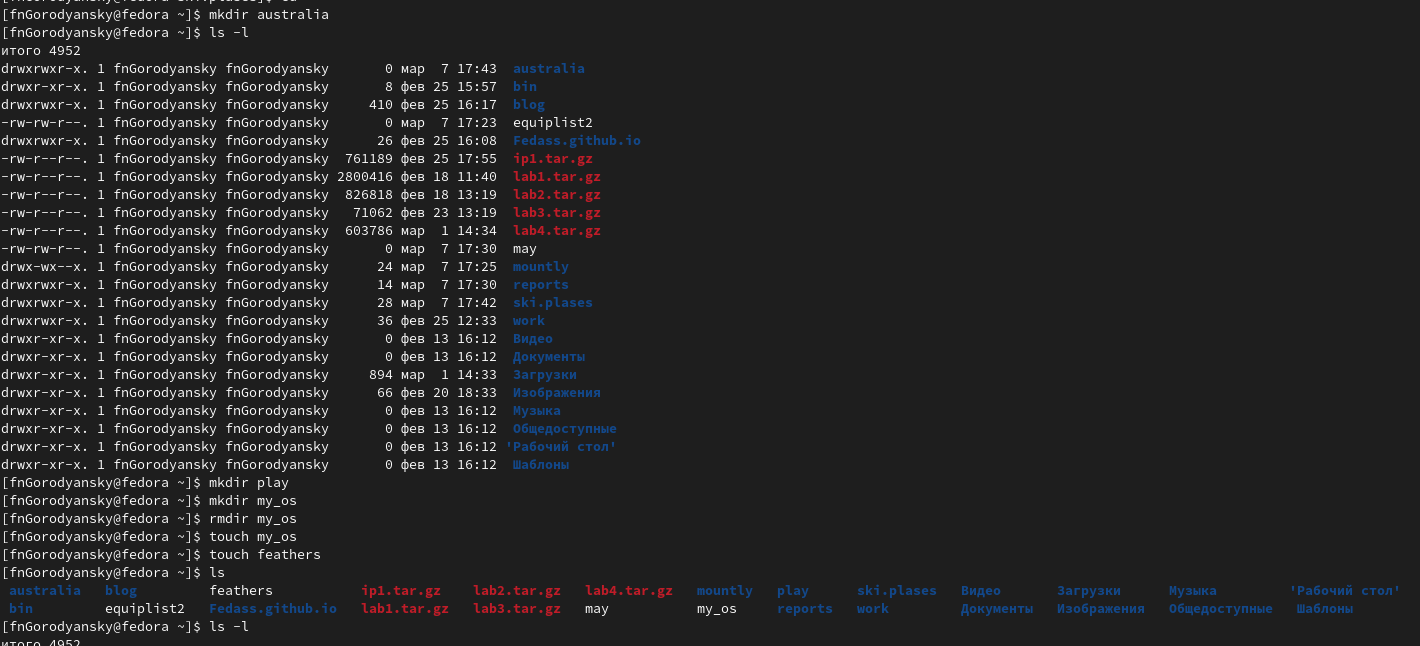 [fnGorodyansky@fedora ~]$ mkdir australia
[fnGorodyansky@fedora ~]$ ls -l
итого 4952
drwxrwxr-x. 1 fnGorodyansky fnGorodyansky       0 мар  7 17:43  australia
drwxr-xr-x. 1 fnGorodyansky fnGorodyansky       8 фев 25 15:57  bin
drwxrwxr-x. 1 fnGorodyansky fnGorodyansky     410 фев 25 16:17  blog
-rw-rw-r--. 1 fnGorodyansky fnGorodyansky       0 мар  7 17:23  equiplist2
drwxrwxr-x. 1 fnGorodyansky fnGorodyansky      26 фев 25 16:08  Fedass.github.io
-rw-r--r--. 1 fnGorodyansky fnGorodyansky  761189 фев 25 17:55  ip1.tar.gz
-rw-r--r--. 1 fnGorodyansky fnGorodyansky 2800416 фев 18 11:40  lab1.tar.gz
-rw-r--r--. 1 fnGorodyansky fnGorodyansky  826818 фев 18 13:19  lab2.tar.gz
-rw-r--r--. 1 fnGorodyansky fnGorodyansky   71062 фев 23 13:19  lab3.tar.gz
-rw-r--r--. 1 fnGorodyansky fnGorodyansky  603786 мар  1 14:34  lab4.tar.gz
-rw-rw-r--. 1 fnGorodyansky fnGorodyansky       0 мар  7 17:30  may
drwx-wx--x. 1 fnGorodyansky fnGorodyansky      24 мар  7 17:25  mountly
drwxrwxr-x. 1 fnGorodyansky fnGorodyansky      14 мар  7 17:30  reports
drwxrwxr-x. 1 fnGorodyansky fnGorodyansky      28 мар  7 17:42  ski.plases
drwxrwxr-x. 1 fnGorodyansky fnGorodyansky      36 фев 25 12:33  work
drwxr-xr-x. 1 fnGorodyansky fnGorodyansky       0 фев 13 16:12  Видео
drwxr-xr-x. 1 fnGorodyansky fnGorodyansky       0 фев 13 16:12  Документы
drwxr-xr-x. 1 fnGorodyansky fnGorodyansky     894 мар  1 14:33  Загрузки
drwxr-xr-x. 1 fnGorodyansky fnGorodyansky      66 фев 20 18:33  Изображения
drwxr-xr-x. 1 fnGorodyansky fnGorodyansky       0 фев 13 16:12  Музыка
drwxr-xr-x. 1 fnGorodyansky fnGorodyansky       0 фев 13 16:12  Общедоступные
drwxr-xr-x. 1 fnGorodyansky fnGorodyansky       0 фев 13 16:12 'Рабочий стол'
drwxr-xr-x. 1 fnGorodyansky fnGorodyansky       0 фев 13 16:12  Шаблоны
[fnGorodyansky@fedora ~]$ mkdir play
[fnGorodyansky@fedora ~]$ mkdir my_os
[fnGorodyansky@fedora ~]$ rmdir my_os
[fnGorodyansky@fedora ~]$ touch my_os
[fnGorodyansky@fedora ~]$ touch feathers
[fnGorodyansky@fedora ~]$ ls
australia   blog         feathers           ip1.tar.gz    lab2.tar.gz   lab4.tar.gz   mountly   play      ski.plases   Видео       Загрузки      Музыка         'Рабочий стол'
bin         equiplist2   Fedass.github.io   lab1.tar.gz   lab3.tar.gz   may           my_os     reports   work         Документы   Изображения   Общедоступные   Шаблоны
[fnGorodyansky@fedora ~]$ ls -l
итого 4952